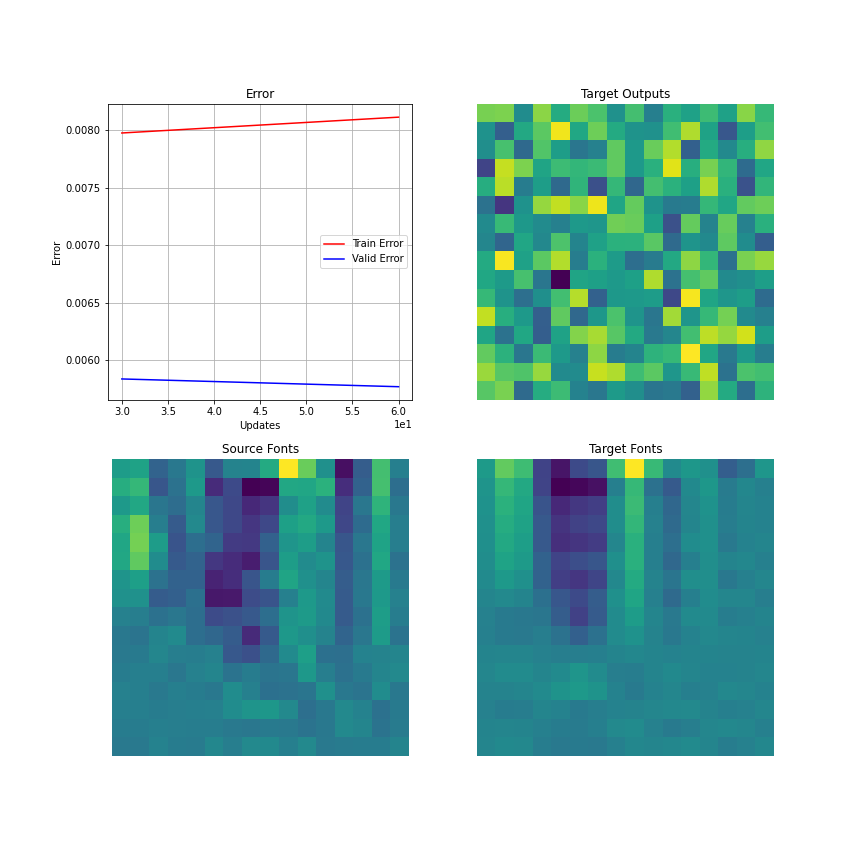 Error
Target Outputs
0.0080
0.0075
0.0070
0.0065
0.0060
Error
Train Error
Valid Error
3.0 3.5 4.0 4.5 5.0 5.5 6.0
1e1
Updates
Source Fonts
Target Fonts